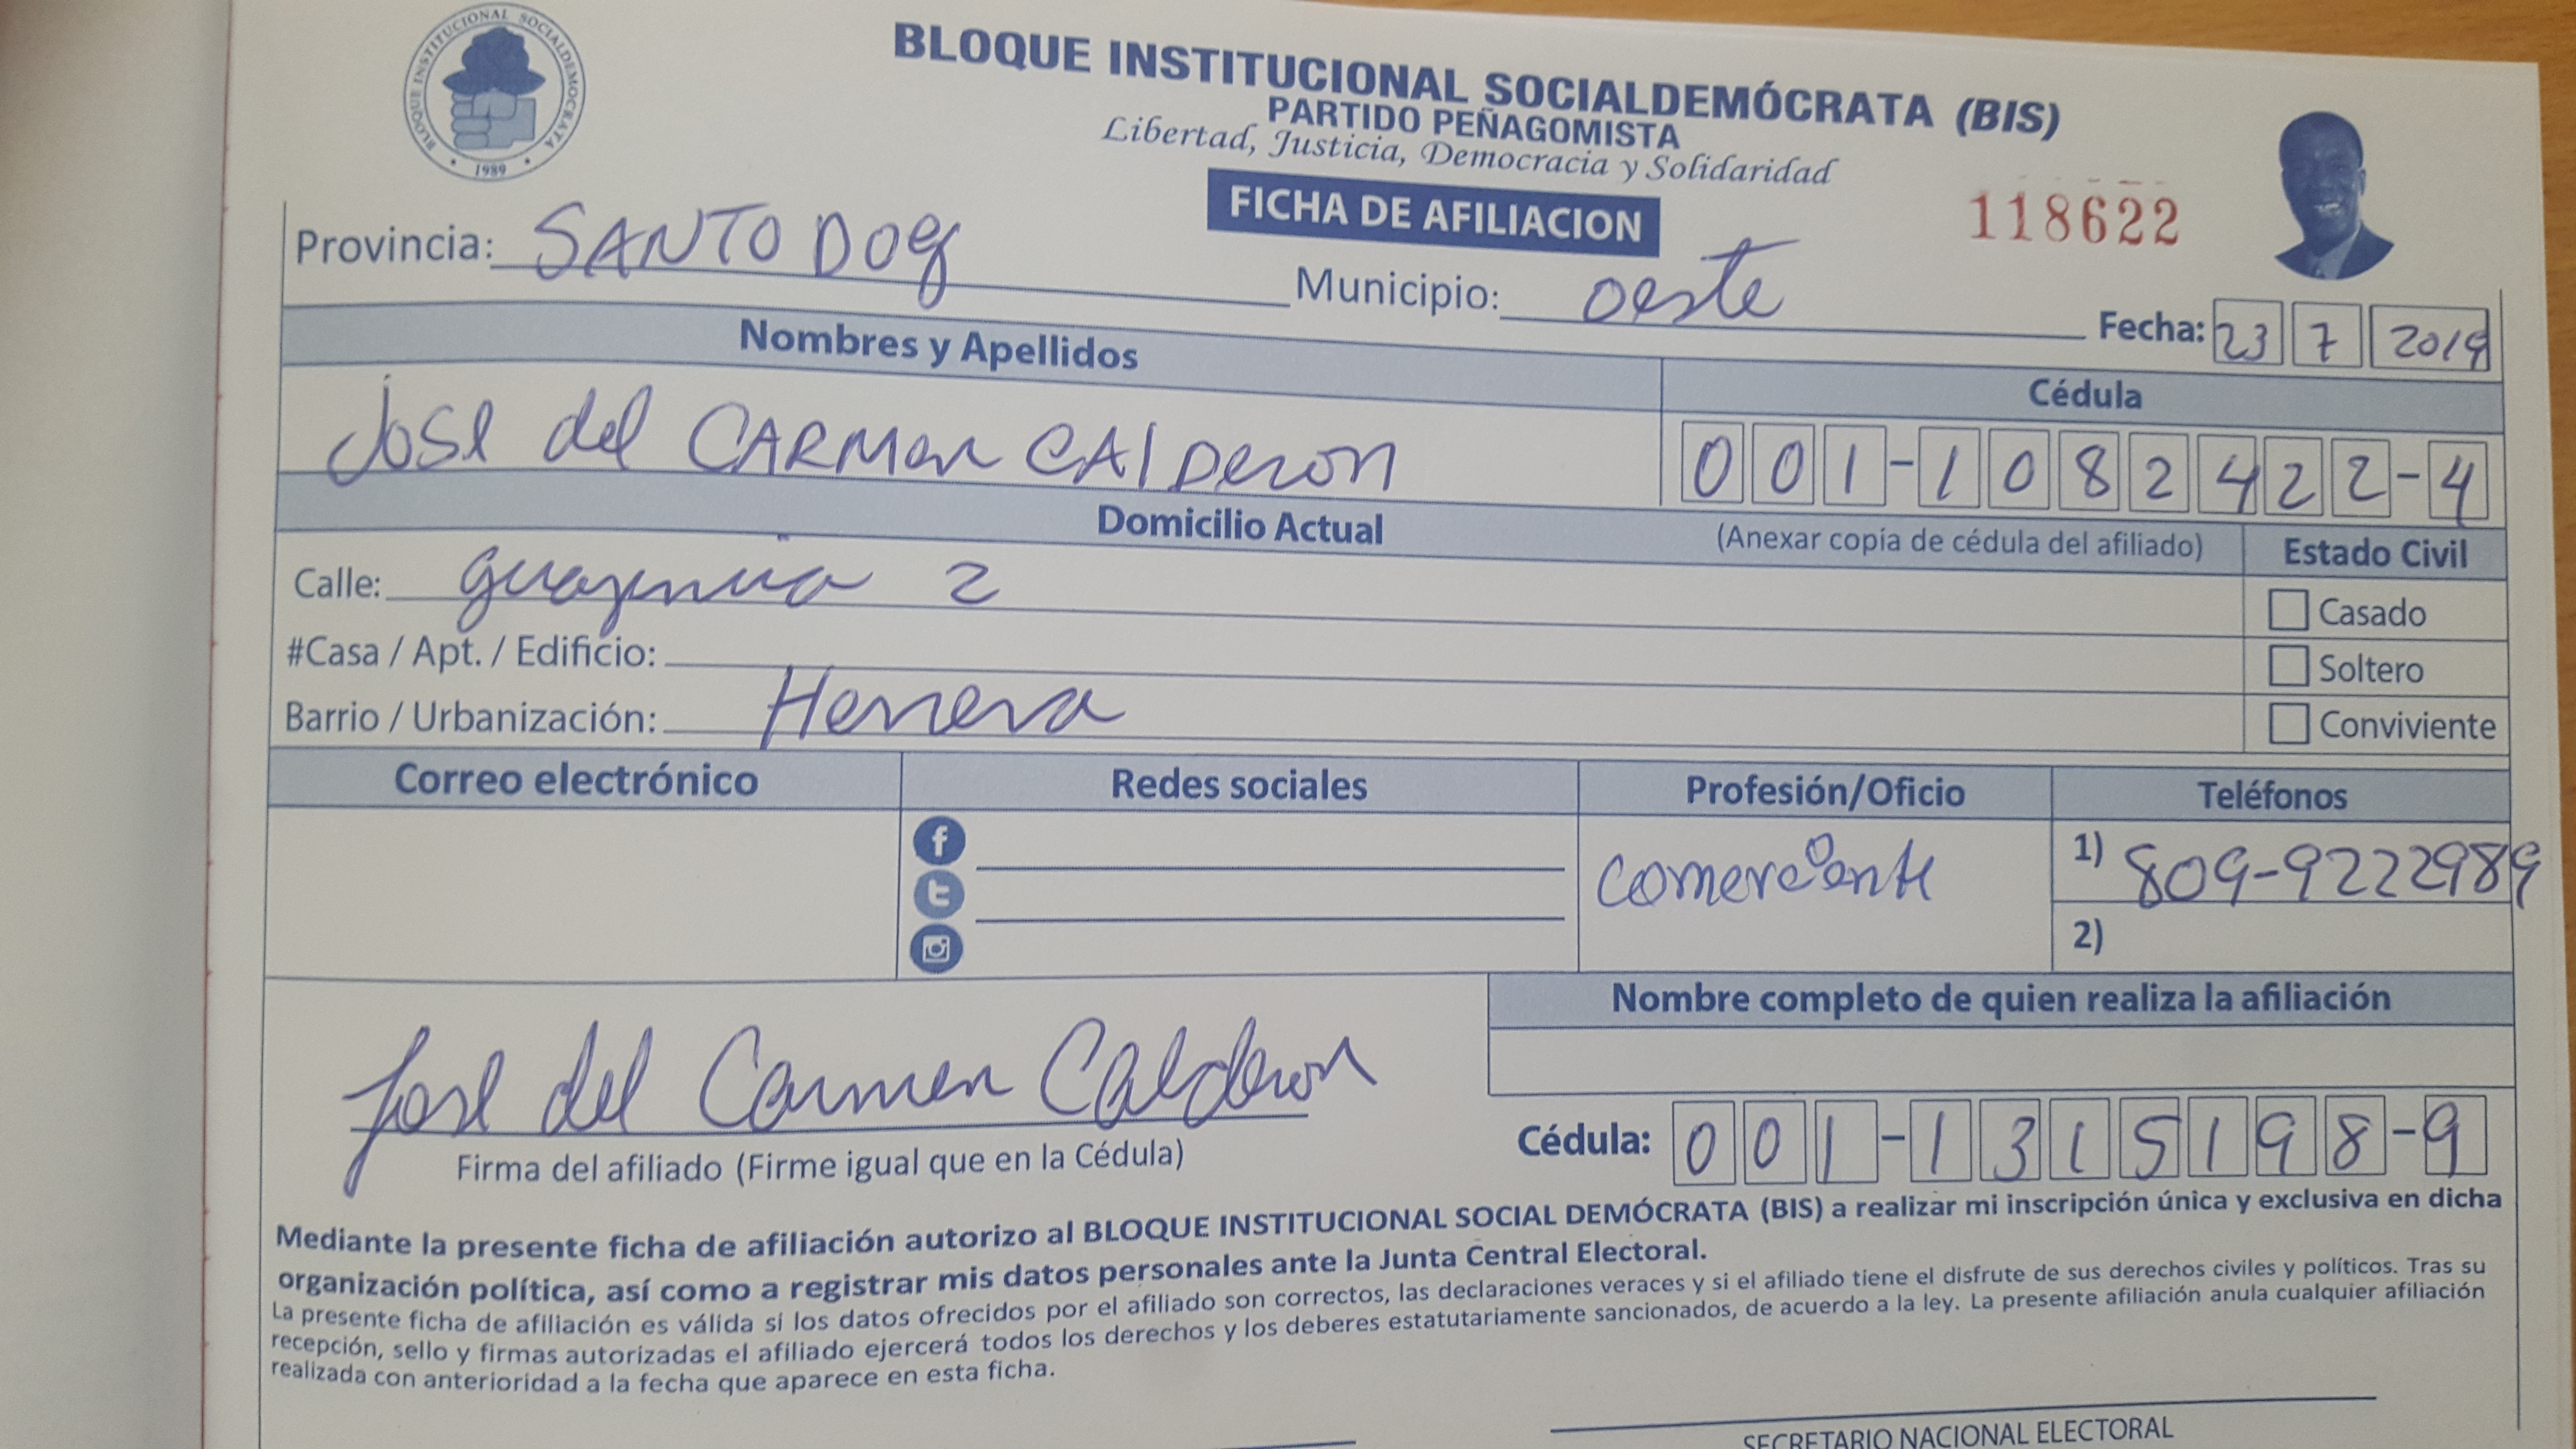 BLOQUE INSTITUCIONAL SOCIALDEMOCRATA
1989
BLOQUE INSTITUCIONAL SOCIALDEMÓCRATA (BIS)
PARTIDO PEÑAGOMISTA
Libertad, Justicia, Democracia y Solidaridad
FICHA DE AFILIACION
118622
Provincia: SANTO DOg
Municipio: oeste
Fecha: 23 7 2019
Nombres y Apellidos
Cédula
José del CARMen CAlDeron
001-1082422-4
Domicilio Actual
(Anexar copia de cédula del afiliado)
Estado Civil
Calle: 2
Casado
#Casa / Apt. / Edificio:
Soltero
Barrio / Urbanización: Herrera
Conviviente
Correo electrónico
Redes sociales
Profesión/Oficio
Teléfonos
comerciante
1) 809-9222989
2)
Nombre completo de quien realiza la afiliación
José del Carmen Calderon
Firma del afiliado (Firme igual que en la Cédula)
Cédula: 001-1315198-9
Mediante la presente ficha de afiliación autorizo al BLOQUE INSTITUCIONAL SOCIAL DEMÓCRATA (BIS) a realizar mi inscripción única y exclusiva en dicha
organización política, así como a registrar mis datos personales ante la Junta Central Electoral.
La presente ficha de afiliación es válida si los datos ofrecidos por el afiliado son correctos, las declaraciones veraces y si el afiliado tiene el disfrute de sus derechos civiles y políticos. Tras su
recepción, sello y firmas autorizadas el afiliado ejercerá todos los derechos y los deberes estatutariamente sancionados, de acuerdo a la ley. La presente afiliación anula cualquier afiliación
realizada con anterioridad a la fecha que aparece en esta ficha.
SECRETARIO NACIONAL ELECTORAL